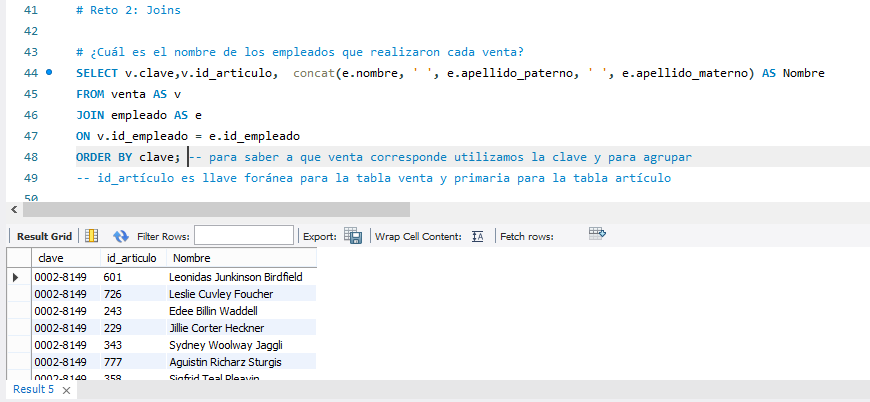 41 # Reto 2: Joins
42
43 # ¿Cuál es el nombre de los empleados que realizaron cada venta?
44 SELECT v.clave,v.id_articulo,  concat(e.nombre, ' ', e.apellido_paterno, ' ', e.apellido_materno) AS Nombre
45 FROM venta AS v
46 JOIN empleado AS e
47 ON v.id_empleado = e.id_empleado
48 ORDER BY clave; -- para saber a que venta corresponde utilizamos la clave y para agrupar
49 -- id_artículo es llave foránea para la tabla venta y primaria para la tabla artículo
50
Result Grid Filter Rows: Export: Wrap Cell Content: Fetch rows:
clave id_articulo Nombre
0002-8149 601 Leonidas Junkinson Birdfield
0002-8149 726 Leslie Cuvley Foucher
0002-8149 243 Edee Billin Waddell
0002-8149 229 Jillie Corter Heckner
0002-8149 343 Sydney Woolway Jaggli
0002-8149 777 Aguistin Richarz Sturgis
0002-8149 358 Sigfrid Teal Pleavin
Result 5